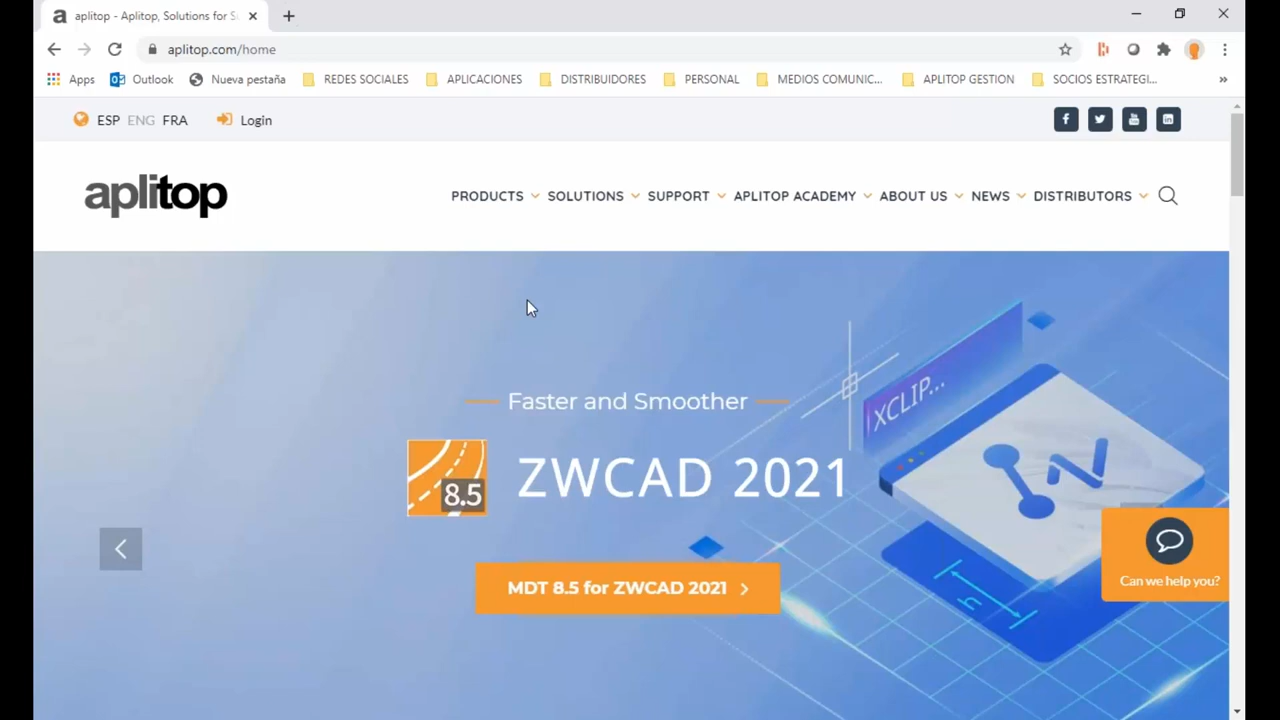 aplitop - Aplitop, Solutions for S
aplitop.com/home
Apps Outlook Nueva pestaña REDES SOCIALES APLICACIONES DISTRIBUIDORES PERSONAL MEDIOS COMUNIC... APLITOP GESTION SOCIOS ESTRATEGI... »
ESP ENG FRA Login
aplitop
PRODUCTS SOLUTIONS SUPPORT APLITOP ACADEMY ABOUT US NEWS DISTRIBUTORS
XCLIP...
Faster and Smoother
8.5 ZWCAD 2021
MDT 8.5 for ZWCAD 2021
Can we help you?